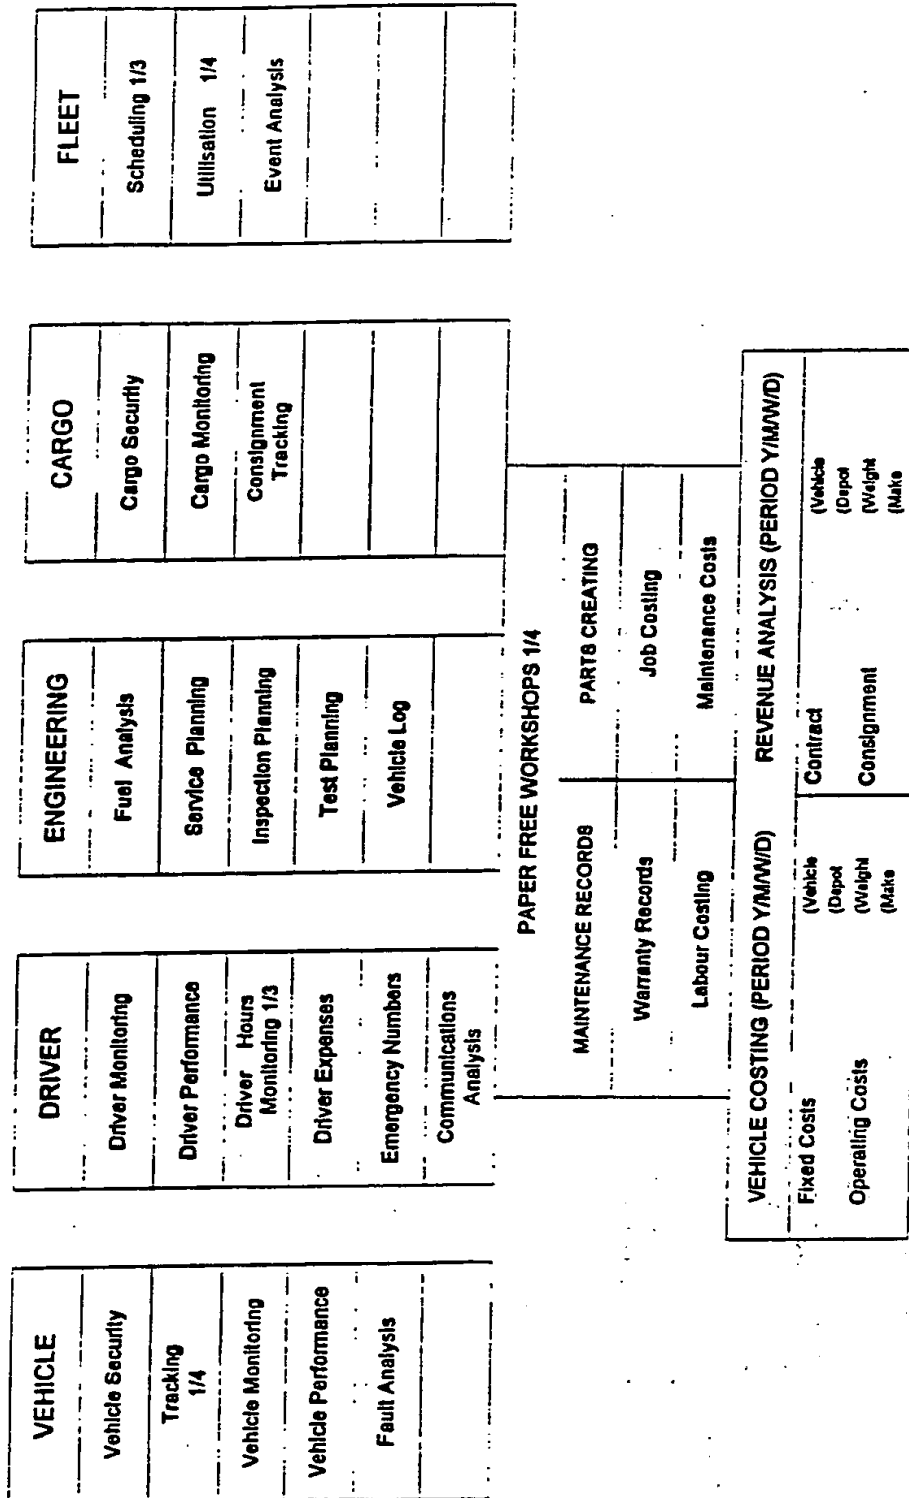 VEHICLE
Vehicle Security
Tracking
1/4
Vehicle Monitoring
Vehicle Performance
Fault Analysis
DRIVER
Driver Monitoring
Driver Performance
Driver Hours
Monitoring 1/3
Driver Expenses
Emergency Numbers
Communications
Analysis
ENGINEERING
Fuel Analysis
Service Planning
Inspection Planning
Test Planning
Vehicle Log
CARGO
Cargo Security
Cargo Monitoring
Consignment
Tracking
FLEET
Scheduling 1/3
Utilisation 1/4
Event Analysis
PAPER FREE WORKSHOPS 1/4
MAINTENANCE RECORDS
PARTS CREATING
Warranty Records
Job Costing
Labour Costing
Maintenance Costs
VEHICLE COSTING (PERIOD Y/M/W/D)
REVENUE ANALYSIS (PERIOD Y/M/W/D)
Fixed Costs
(Vehicle
(Depot
Operating Costs
(Weight
(Make
Contract
(Vehicle
(Depot
Consignment
(Weight
(Make